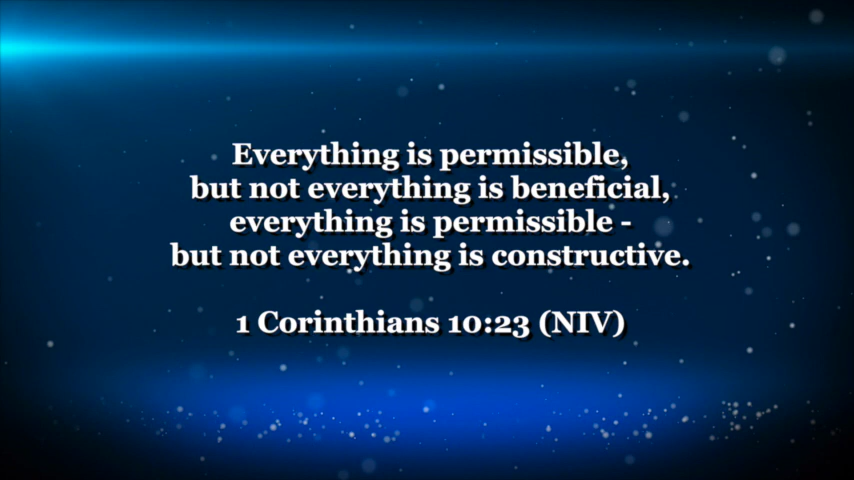 Everything is permissible,
but not everything is beneficial,
everything is permissible -
but not everything is constructive.
1 Corinthians 10:23 (NIV)